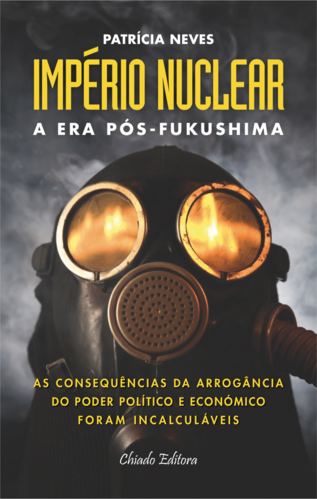 PATRÍCIA NEVES
IMPÉRIO NUCLEAR
A ERA PÓS-FUKUSHIMA
AS CONSEQUÊNCIAS DA ARROGÂNCIA
DO PODER POLÍTICO E ECONÓMICO
FORAM INCALCULÁVEIS
Chiado Editora